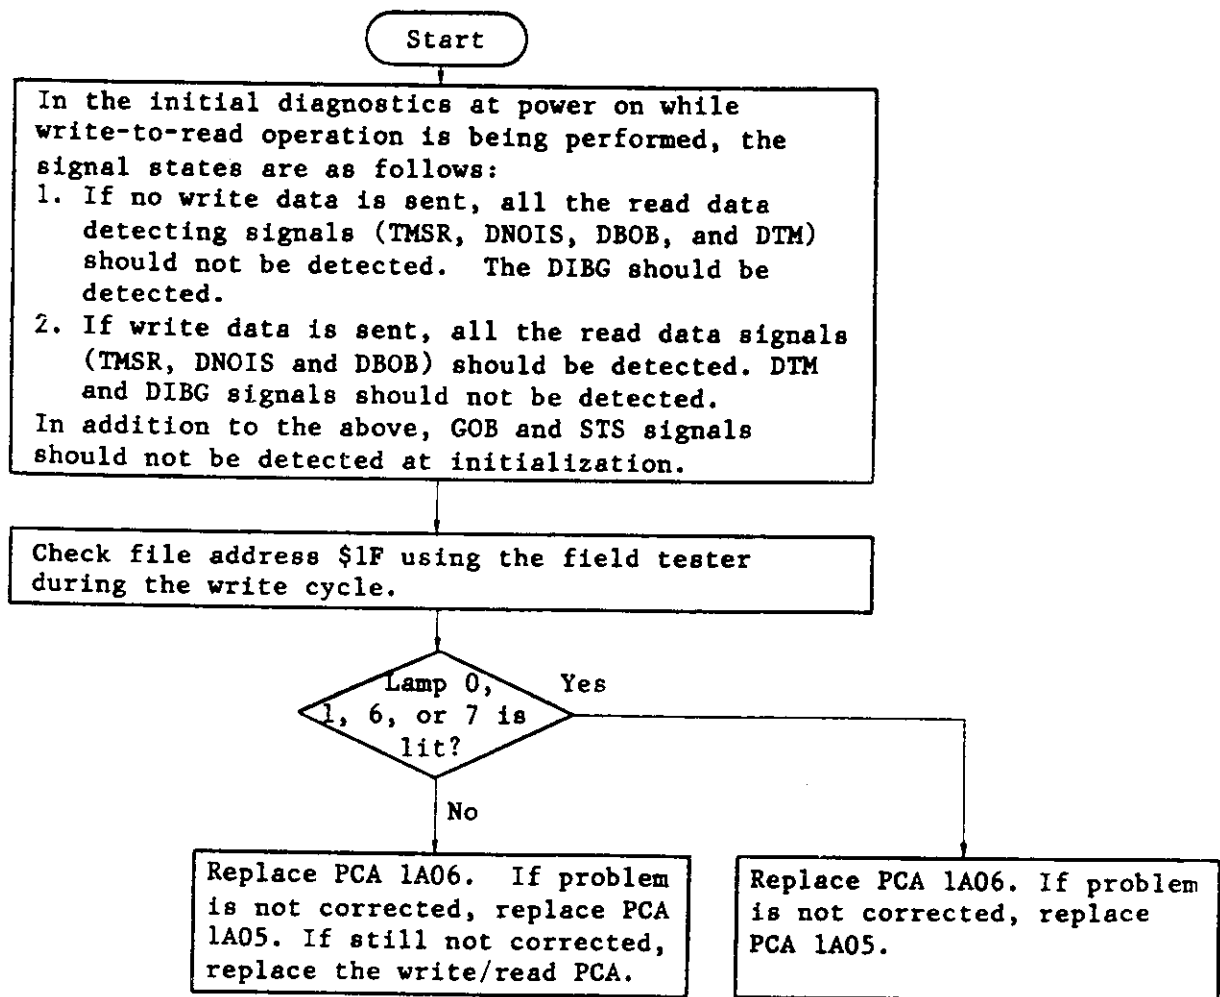 Start
In the initial diagnostics at power on while
write-to-read operation is being performed, the
signal states are as follows:
1. If no write data is sent, all the read data
detecting signals (TMSR, DNOIS, DBOB, and DTM)
should not be detected. The DIBG should be
detected.
2. If write data is sent, all the read data signals
(TMSR, DNOIS and DBOB) should be detected. DTM
and DIBG signals should not be detected.
In addition to the above, GOB and STS signals
should not be detected at initialization.
Check file address $1F using the field tester
during the write cycle.
Lamp 0,
1, 6, or 7 is
lit?
Yes
No
Replace PCA 1A06. If problem
is not corrected, replace PCA
1A05. If still not corrected,
replace the write/read PCA.
Replace PCA 1A06. If problem
is not corrected, replace
PCA 1A05.